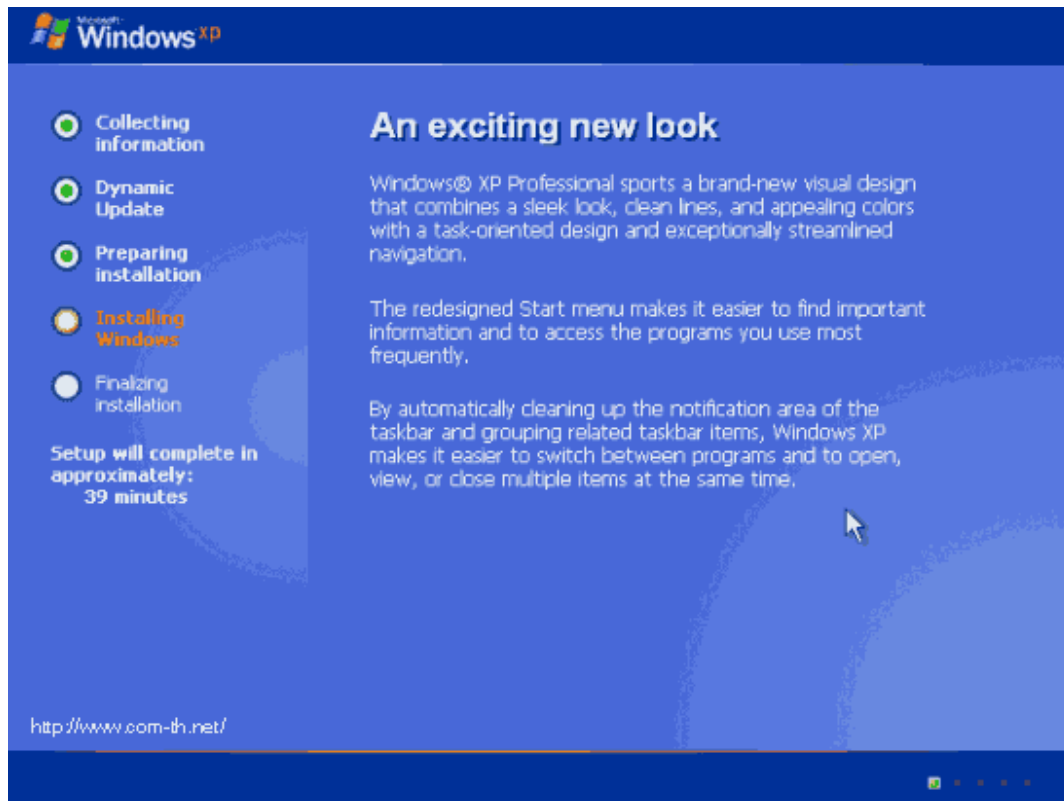 Microsoft
Windows xp
Collecting
information
Dynamic
Update
Preparing
installation
Installing
Windows
Finalizing
installation
Setup will complete in
approximately:
39 minutes
An exciting new look
Windows® XP Professional sports a brand-new visual design
that combines a sleek look, clean lines, and appealing colors
with a task-oriented design and exceptionally streamlined
navigation.
The redesigned Start menu makes it easier to find important
information and to access the programs you use most
frequently.
By automatically cleaning up the notification area of the
taskbar and grouping related taskbar items, Windows XP
makes it easier to switch between programs and to open,
view, or close multiple items at the same time.
http://www.com-th.net/